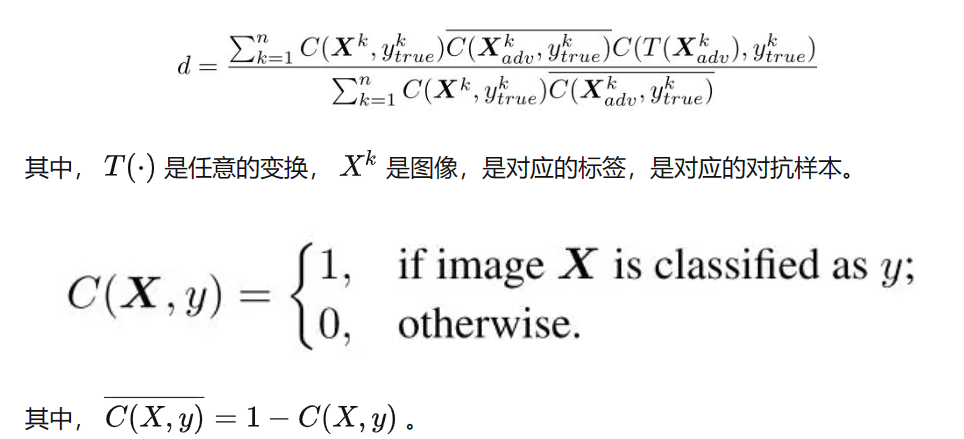 $d = \frac{\sum_{k=1}^{n} C(\boldsymbol{X}^k, y_{true}^k)\overline{C(\boldsymbol{X}_{adv}^k, y_{true}^k)}C(T(\boldsymbol{X}_{adv}^k), y_{true}^k)}{\sum_{k=1}^{n} C(\boldsymbol{X}^k, y_{true}^k)\overline{C(\boldsymbol{X}_{adv}^k, y_{true}^k)}}$
其中， $T(\cdot)$ 是任意的变换， $X^k$ 是图像，是对应的标签，是对应的对抗样本。
$C(\boldsymbol{X}, y) = \begin{cases} 1, & \text{if image } \boldsymbol{X} \text{ is classified as } y; \\ 0, & \text{otherwise.} \end{cases}$
其中， $\overline{C(X,y)} = 1 - C(X,y)$ 。